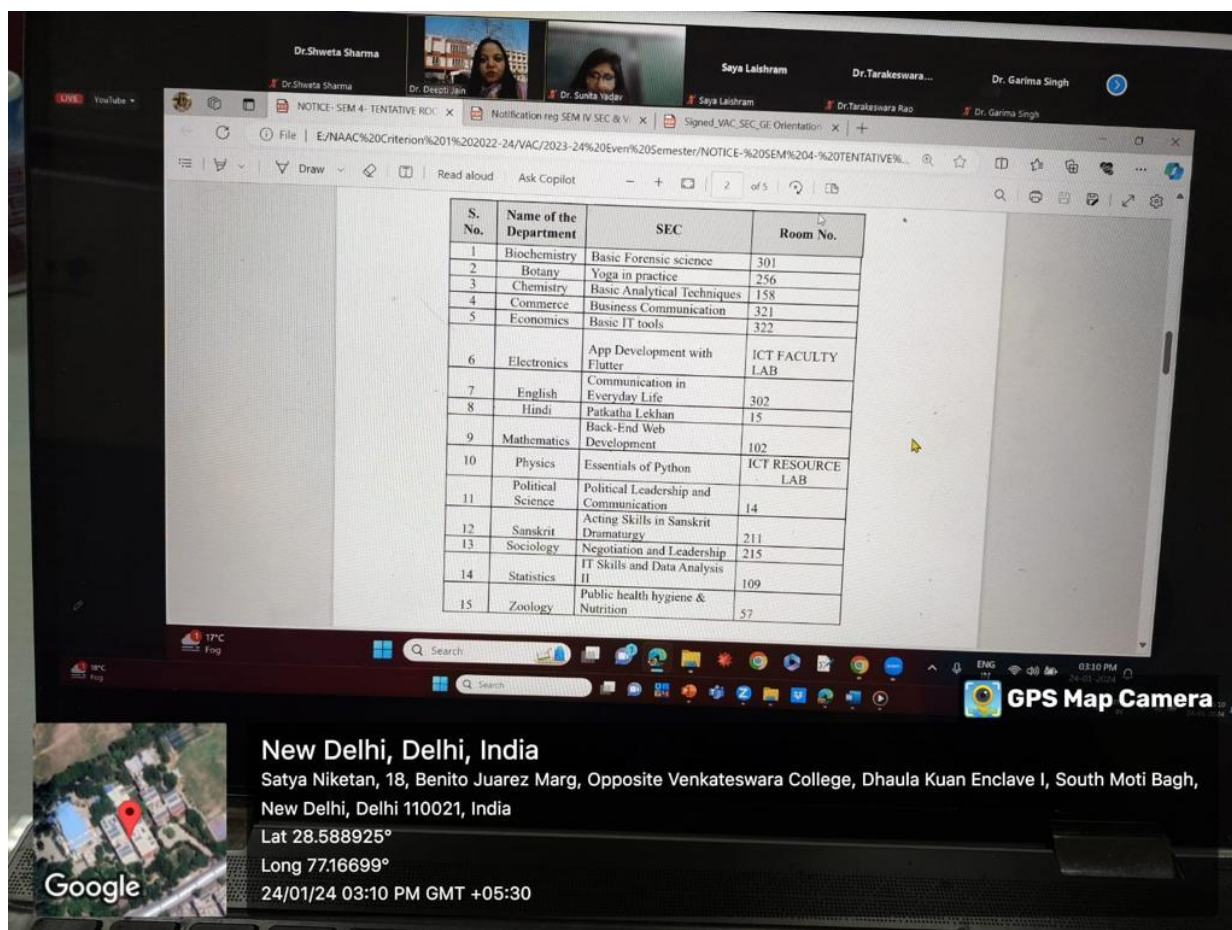 Dr.Shweta Sharma
Saya Laishram
Dr.Tarakeswara...
Dr. Garima Singh
Dr.Shweta Sharma
Dr. Deepti Jain
Dr. Sunita Yadav
Saya Laishram
Dr.Tarakeswara Rao
Dr. Garima Singh
LIVE YouTube
NOTICE- SEM 4- TENTATIVE ROC
Notification reg SEM IV SEC & V
Signed_VAC_SEC_GE Orientation
File E:/NAAC%20Criterion%201%202022-24/VAC/2023-24%20Even%20Semester/NOTICE-%20SEM%204-%20TENTATIVE%...
Draw Read aloud Ask Copilot 2 of 5
S. No. Name of the Department SEC Room No.
1 Biochemistry Basic Forensic science 301
2 Botany Yoga in practice 256
3 Chemistry Basic Analytical Techniques 158
4 Commerce Business Communication 321
5 Economics Basic IT tools 322
6 Electronics App Development with Flutter ICT FACULTY LAB
7 English Communication in Everyday Life 302
8 Hindi Patkatha Lekhan 15
9 Mathematics Back-End Web Development 102
10 Physics Essentials of Python ICT RESOURCE LAB
11 Political Science Political Leadership and Communication 14
12 Sanskrit Acting Skills in Sanskrit Dramaturgy 211
13 Sociology Negotiation and Leadership 215
14 Statistics IT Skills and Data Analysis II 109
15 Zoology Public health hygiene & Nutrition 57
17°C
Fog
Search
ENG
03:10 PM
24-01-2024
18°C
Fog
Search
GPS Map Camera
New Delhi, Delhi, India
Satya Niketan, 18, Benito Juarez Marg, Opposite Venkateswara College, Dhaula Kuan Enclave I, South Moti Bagh,
New Delhi, Delhi 110021, India
Lat 28.588925°
Long 77.16699°
24/01/24 03:10 PM GMT +05:30
Google